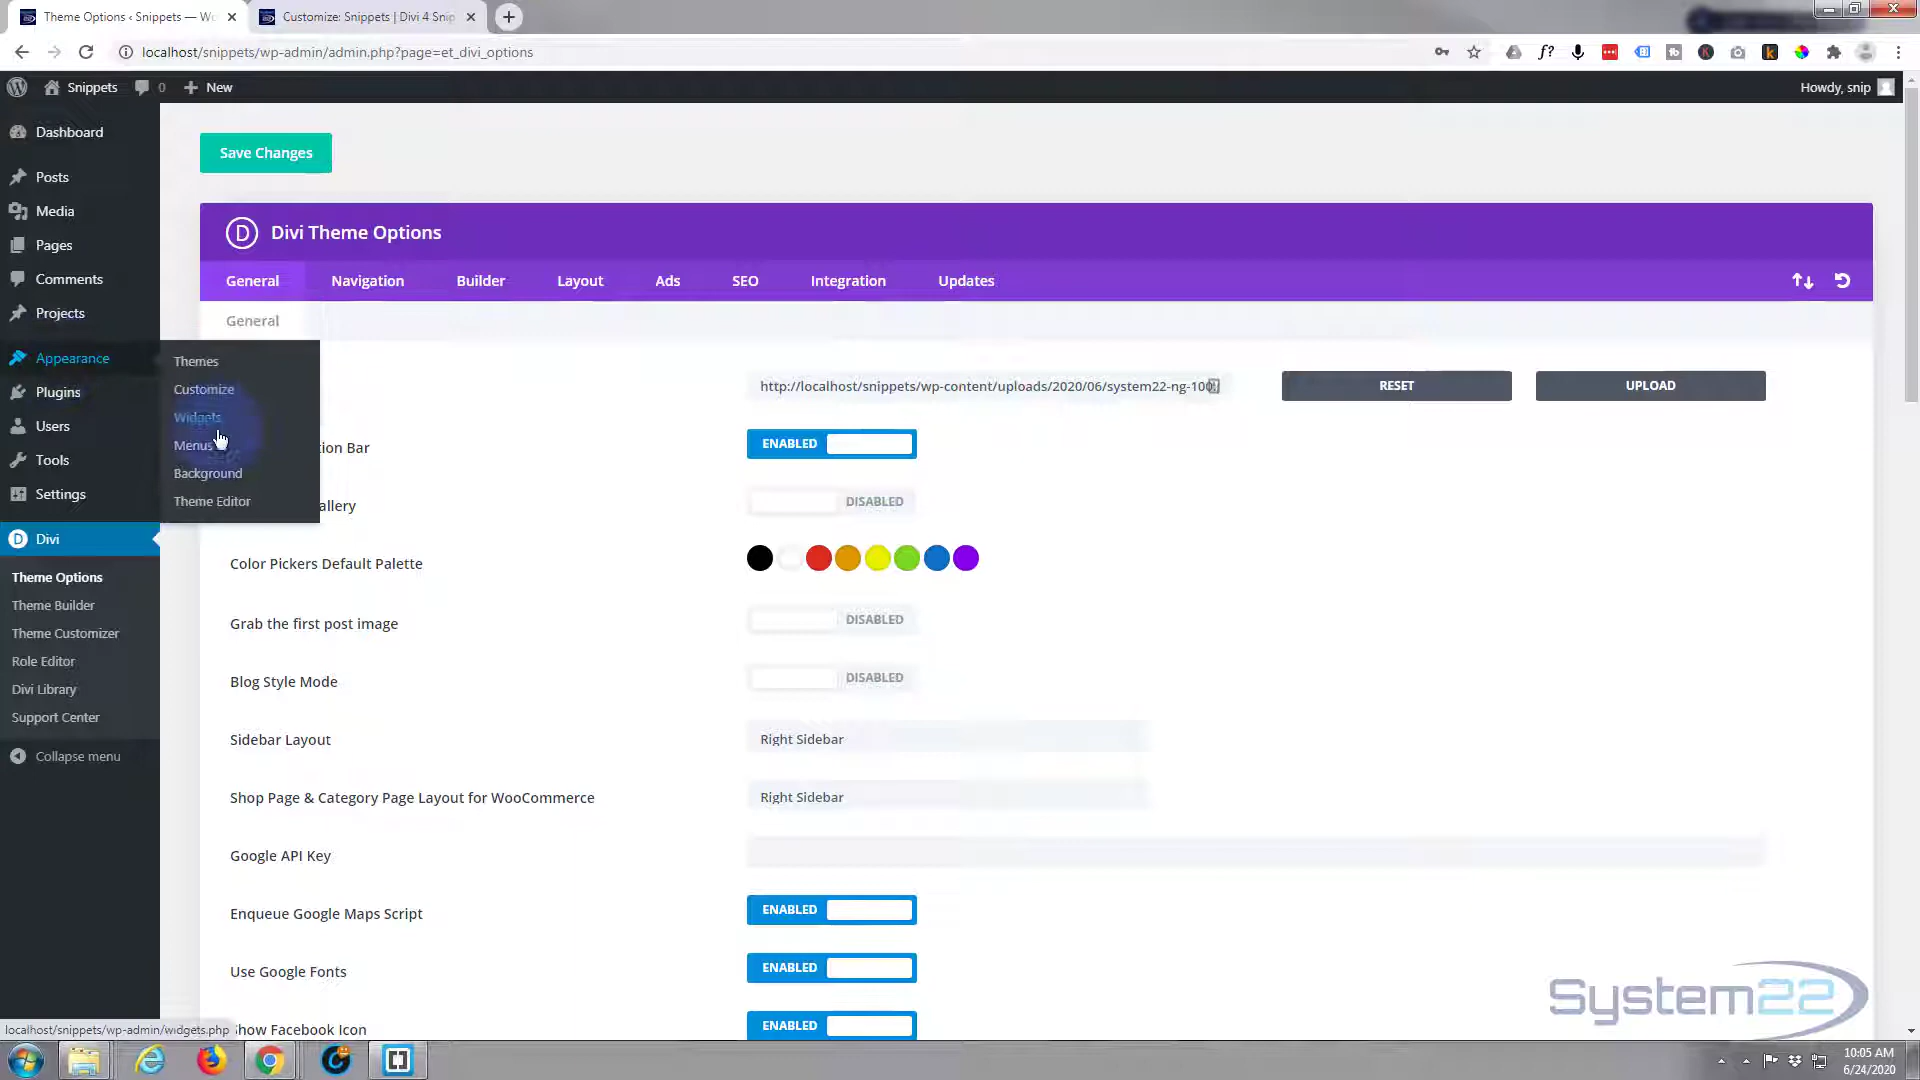 Theme Options ‹ Snippets — Wo
Customize: Snippets | Divi 4 Snip
localhost/snippets/wp-admin/admin.php?page=et_divi_options
Snippets
0
New
Howdy, snip
Dashboard
Posts
Media
Pages
Comments
Projects
Appearance
Plugins
Users
Tools
Settings
Divi
Theme Options
Theme Builder
Theme Customizer
Role Editor
Divi Library
Support Center
Collapse menu
Themes
Customize
Widgets
Menus
Background
Theme Editor
Save Changes
Divi Theme Options
General
Navigation
Builder
Layout
Ads
SEO
Integration
Updates
General
http://localhost/snippets/wp-content/uploads/2020/06/system22-ng-100
RESET
UPLOAD
tion Bar
ENABLED
allery
DISABLED
Color Pickers Default Palette
Grab the first post image
DISABLED
Blog Style Mode
DISABLED
Sidebar Layout
Right Sidebar
Shop Page & Category Page Layout for WooCommerce
Right Sidebar
Google API Key
Enqueue Google Maps Script
ENABLED
Use Google Fonts
ENABLED
Show Facebook Icon
ENABLED
localhost/snippets/wp-admin/widgets.php
System22
10:05 AM
6/24/2020